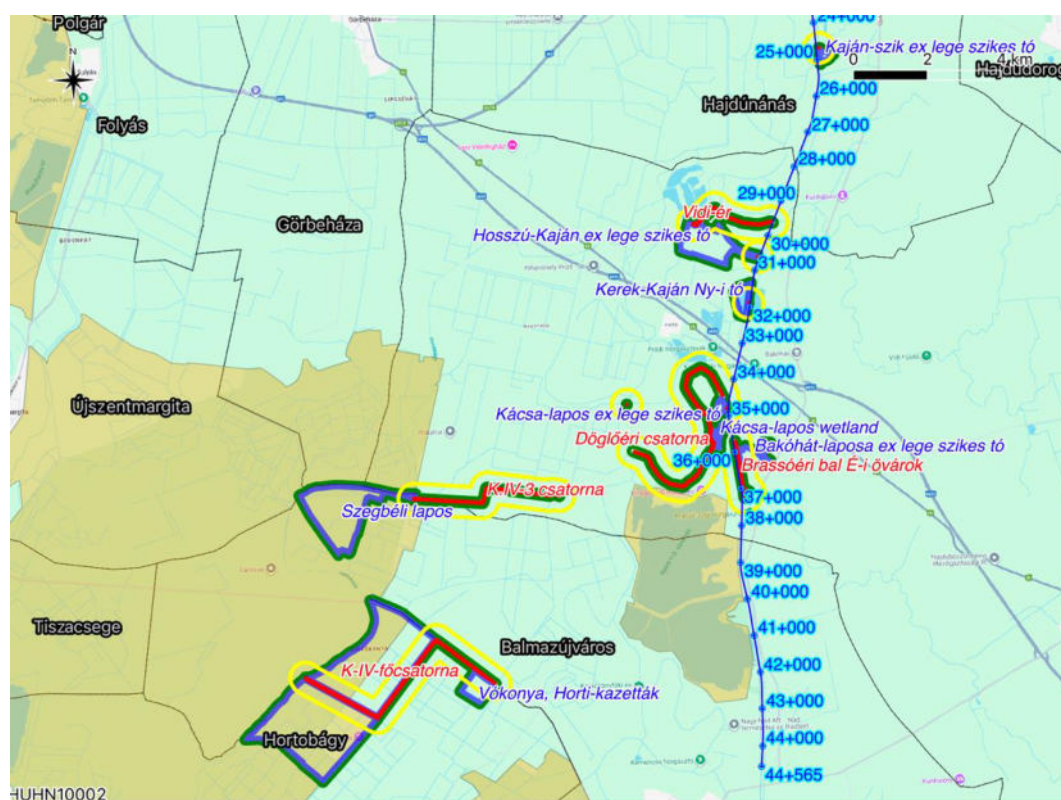 Polgár
24+000
Görbeháza
25+000
Kaján-szik ex lege szikes tó
N
0 2 4 km
Hajdúdorog
26+000
Hajdúnánás
Folyás
27+000
28+000
29+000
Vidi-ér
Görbeháza
Hosszú-Kaján ex lege szikes tó
30+000
31+000
Kerek-Kaján Ny-i tó
32+000
33+000
34+000
Újszentmargita
35+000
Kácsa-lapos ex lege szikes tó
Kácsa-lapos wetland
Döglőéri csatorna
Bakóhát-laposa ex lege szikes tó
36+000
Brassóéri bal É-i övárok
K-IV-3 csatorna
37+000
Szegbéli lapos
38+000
39+000
40+000
Tiszacsege
41+000
Balmazújváros
K-IV-főcsatorna
42+000
Vókonya, Horti-kazetták
43+000
Hortobágy
44+000
44+565
HUHN10002